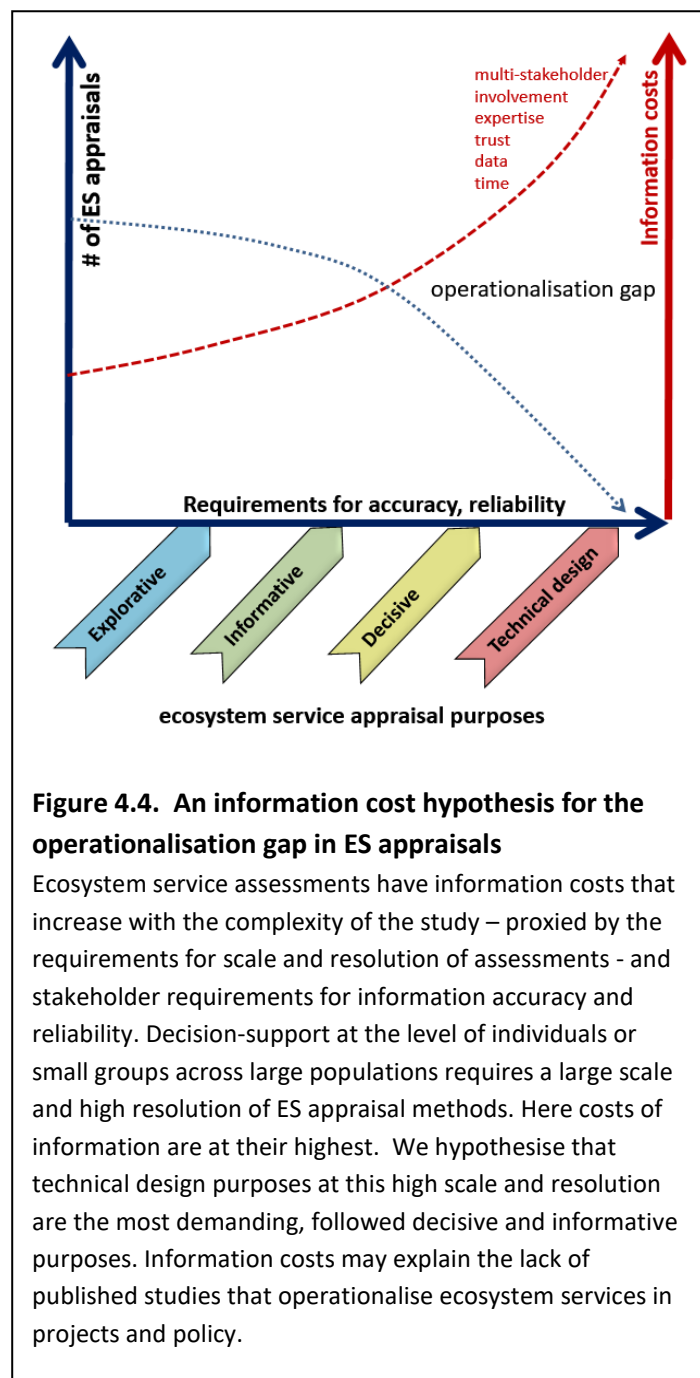 # of ES appraisals
multi-stakeholder
involvement
expertise
trust
data
time
Information costs
operationalisation gap
Requirements for accuracy, reliability
Explorative
Informative
Decisive
Technical design
ecosystem service appraisal purposes
Figure 4.4.  An information cost hypothesis for the
operationalisation gap in ES appraisals
Ecosystem service assessments have information costs that
increase with the complexity of the study – proxied by the
requirements for scale and resolution of assessments - and
stakeholder requirements for information accuracy and
reliability. Decision-support at the level of individuals or
small groups across large populations requires a large scale
and high resolution of ES appraisal methods. Here costs of
information are at their highest.  We hypothesise that
technical design purposes at this high scale and resolution
are the most demanding, followed decisive and informative
purposes. Information costs may explain the lack of
published studies that operationalise ecosystem services in
projects and policy.